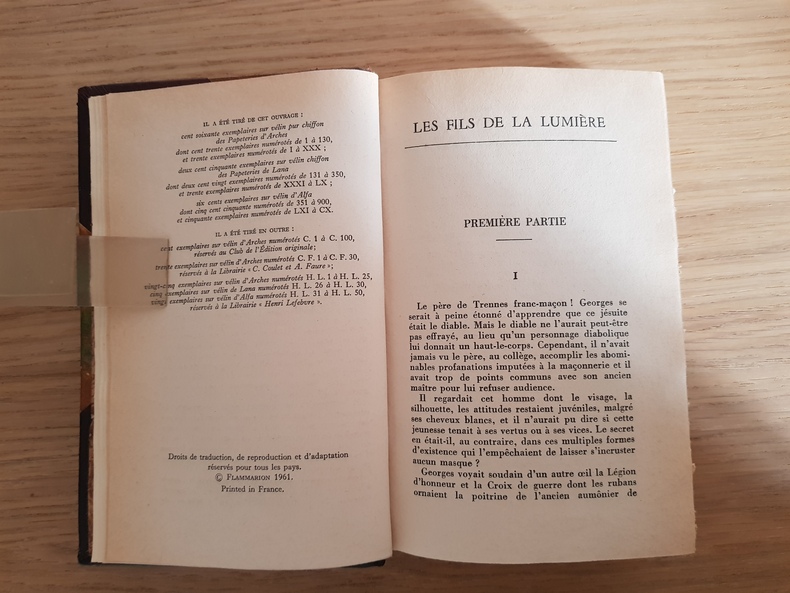 IL A ÉTÉ TIRÉ DE CET OUVRAGE :
cent soixante exemplaires sur vélin pur chiffon
des Papeteries d'Arches
dont cent trente exemplaires numérotés de 1 à 130,
et trente exemplaires numérotés de I à XXX ;
deux cent cinquante exemplaires sur vélin chiffon
des Papeteries de Lana
dont deux cent vingt exemplaires numérotés de 131 à 350,
et trente exemplaires numérotés de XXXI à LX ;
six cents exemplaires sur vélin d'Alfa
dont cinq cent cinquante numérotés de 351 à 900,
et cinquante exemplaires numérotés de LXI à CX.
IL A ÉTÉ TIRÉ EN OUTRE :
cent exemplaires sur vélin d'Arches numérotés C. 1 à C. 100,
réservés au Club de l'Édition originale;
trente exemplaires sur vélin d'Arches numérotés C. F. 1 à C. F. 30,
réservés à la Librairie « C. Coulet et A. Faure »;
vingt-cinq exemplaires sur vélin d'Arches numérotés H. L. 1 à H. L. 25,
cinq exemplaires sur vélin de Lana numérotés H. L. 26 à H. L. 30,
vingt exemplaires sur vélin d'Alfa numérotés H. L. 31 à H. L. 50,
réservés à la Librairie « Henri Lefebvre ».
Droits de traduction, de reproduction et d'adaptation
réservés pour tous les pays.
© FLAMMARION 1961.
Printed in France.
LES FILS DE LA LUMIÈRE
PREMIÈRE PARTIE
I
Le père de Trennes franc-maçon ! Georges se
serait à peine étonné d'apprendre que ce jésuite
était le diable. Mais le diable ne l'aurait peut-être
pas effrayé, au lieu qu'un personnage diabolique
lui donnait un haut-le-corps. Cependant, il n'avait
jamais vu le père, au collège, accomplir les abomi-
nables profanations imputées à la maçonnerie et il
avait trop de points communs avec son ancien
maître pour lui refuser audience.
Il regardait cet homme dont le visage, la
silhouette, les attitudes restaient juvéniles, malgré
ses cheveux blancs, et il n'aurait pu dire si cette
jeunesse tenait à ses vertus ou à ses vices. Le secret
en était-il, au contraire, dans ces multiples formes
d'existence qui l'empêchaient de laisser s'incruster
aucun masque ?
Georges voyait soudain d'un autre œil la Légion
d'honneur et la Croix de guerre dont les rubans
ornaient la poitrine de l'ancien aumônier de